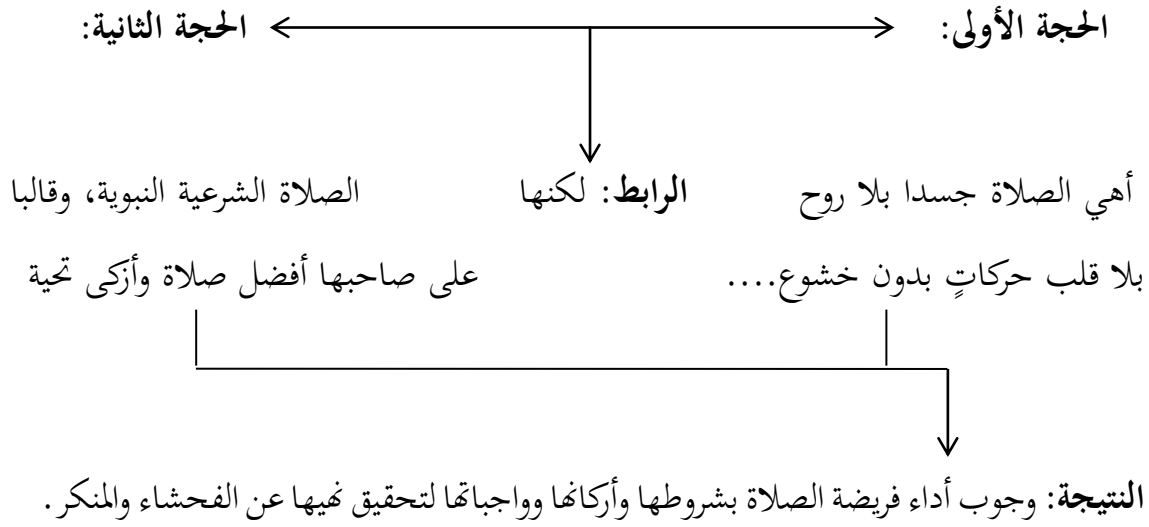 الحجة الأولى: الحجة الثانية:
أهي الصلاة جسدا بلا روح الرابط: لكنها الصلاة الشرعية النبوية، وقالبا
بلا قلب حركاتٍ بدون خشوع.... على صاحبها أفضل صلاة وأزكى تحية
النتيجة: وجوب أداء فريضة الصلاة بشروطها وأركانها وواجباتها لتحقيق نهيها عن الفحشاء والمنكر.